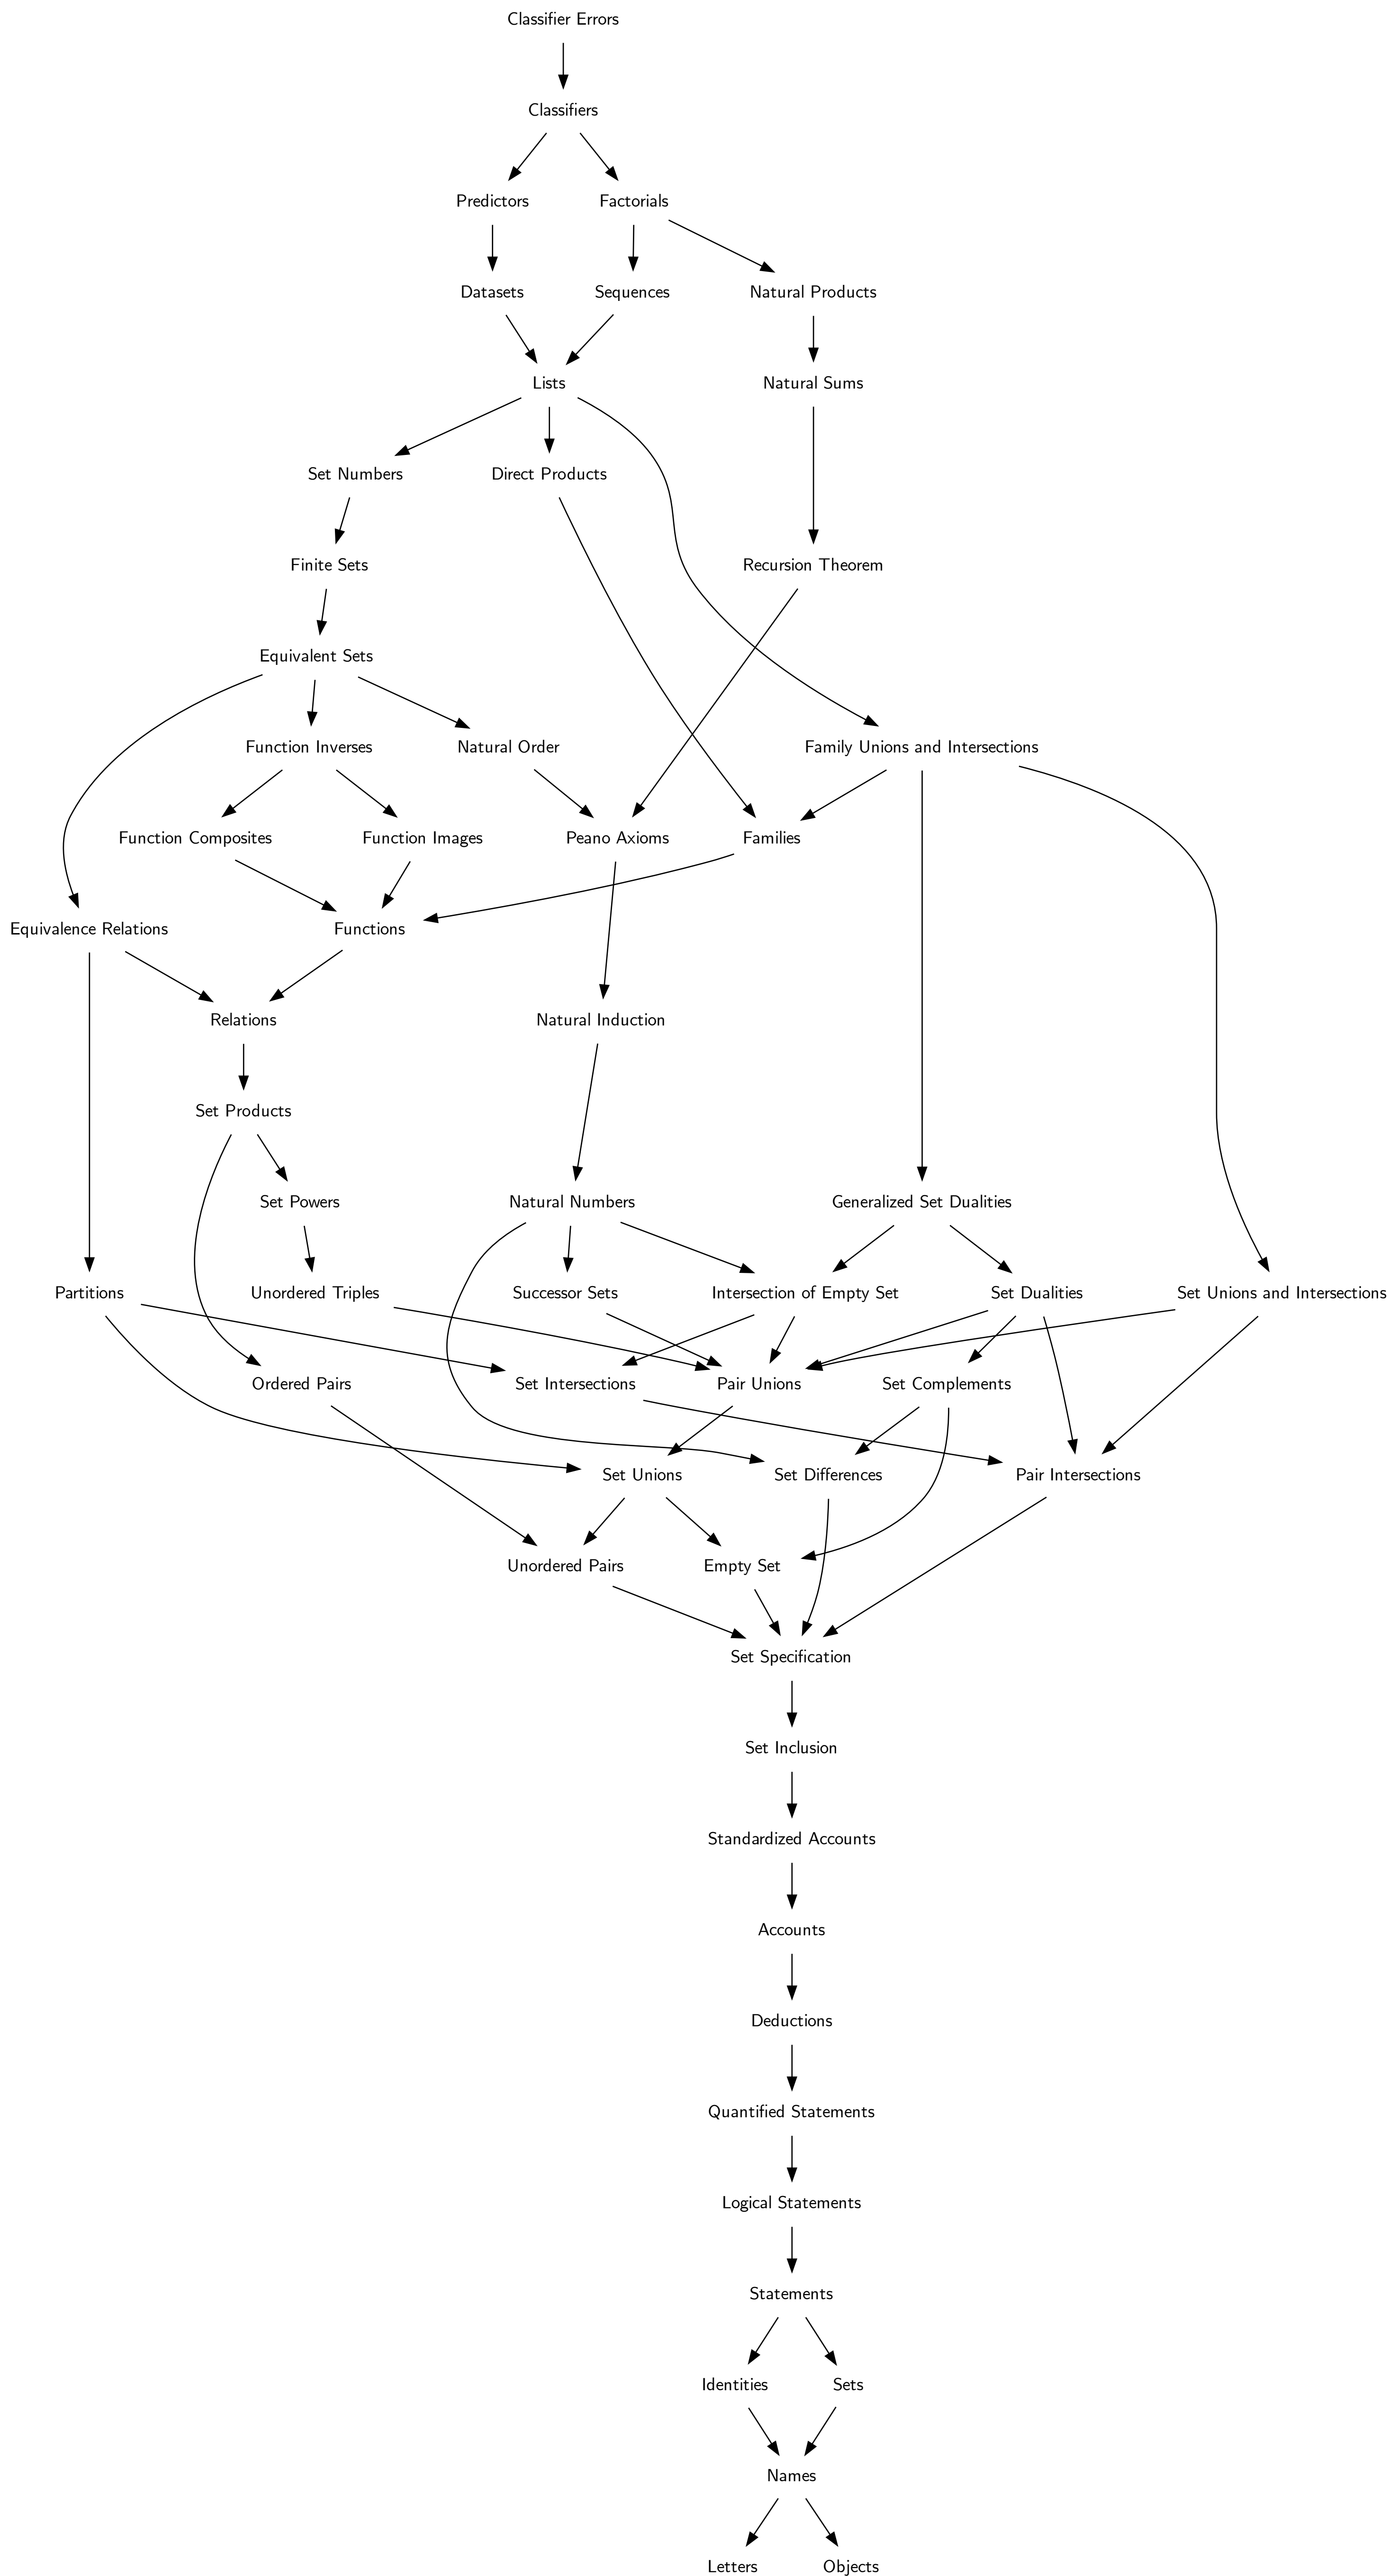 Classifier Errors
Classifiers
Predictors
Factorials
Datasets
Sequences
Natural Products
Lists
Natural Sums
Set Numbers
Direct Products
Finite Sets
Recursion Theorem
Equivalent Sets
Function Inverses
Natural Order
Family Unions and Intersections
Function Composites
Function Images
Peano Axioms
Families
Equivalence Relations
Functions
Relations
Natural Induction
Set Products
Set Powers
Natural Numbers
Generalized Set Dualities
Partitions
Unordered Triples
Successor Sets
Intersection of Empty Set
Set Dualities
Set Unions and Intersections
Ordered Pairs
Set Intersections
Pair Unions
Set Complements
Set Unions
Set Differences
Pair Intersections
Unordered Pairs
Empty Set
Set Specification
Set Inclusion
Standardized Accounts
Accounts
Deductions
Quantified Statements
Logical Statements
Statements
Identities
Sets
Names
Letters
Objects